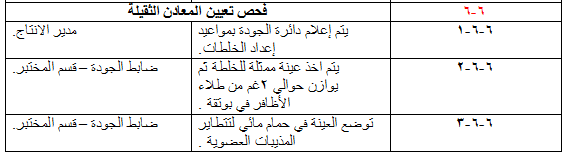 ٦-٦ فحص تعيين المعادن الثقيلة
٦-٦-١ يتم إعلام دائرة الجودة بمواعيد مدير الانتاج.
إعداد الخلطات.
٦-٦-٢ يتم اخذ عينة ممثلة للخلطة ثم ضابط الجودة – قسم المختبر.
يوازن حوالي ٢غم من طلاء
الأظافر في بوتقة .
٦-٦-٣ توضع العينة في حمام مائي لتتطاير ضابط الجودة – قسم المختبر.
المذيبات العضوية .